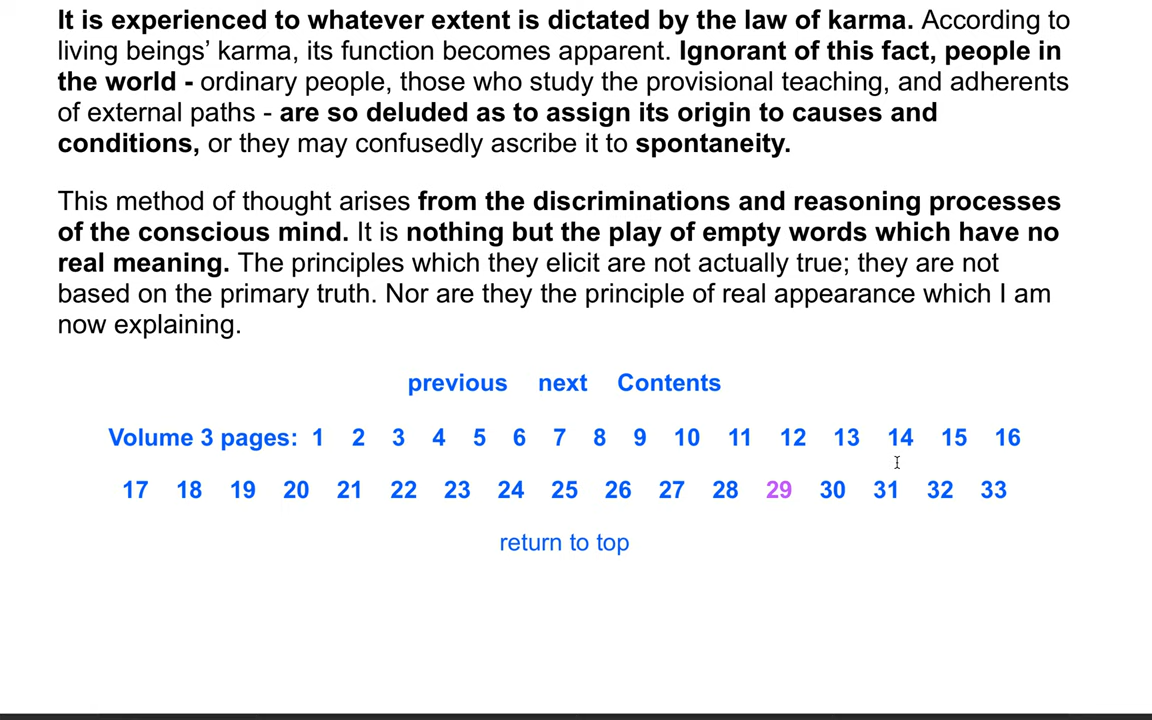 It is experienced to whatever extent is dictated by the law of karma. According to
living beings’ karma, its function becomes apparent. Ignorant of this fact, people in
the world - ordinary people, those who study the provisional teaching, and adherents
of external paths - are so deluded as to assign its origin to causes and
conditions, or they may confusedly ascribe it to spontaneity.
This method of thought arises from the discriminations and reasoning processes
of the conscious mind. It is nothing but the play of empty words which have no
real meaning. The principles which they elicit are not actually true; they are not
based on the primary truth. Nor are they the principle of real appearance which I am
now explaining.
previous next Contents
Volume 3 pages: 1 2 3 4 5 6 7 8 9 10 11 12 13 14 15 16
17 18 19 20 21 22 23 24 25 26 27 28 29 30 31 32 33
return to top